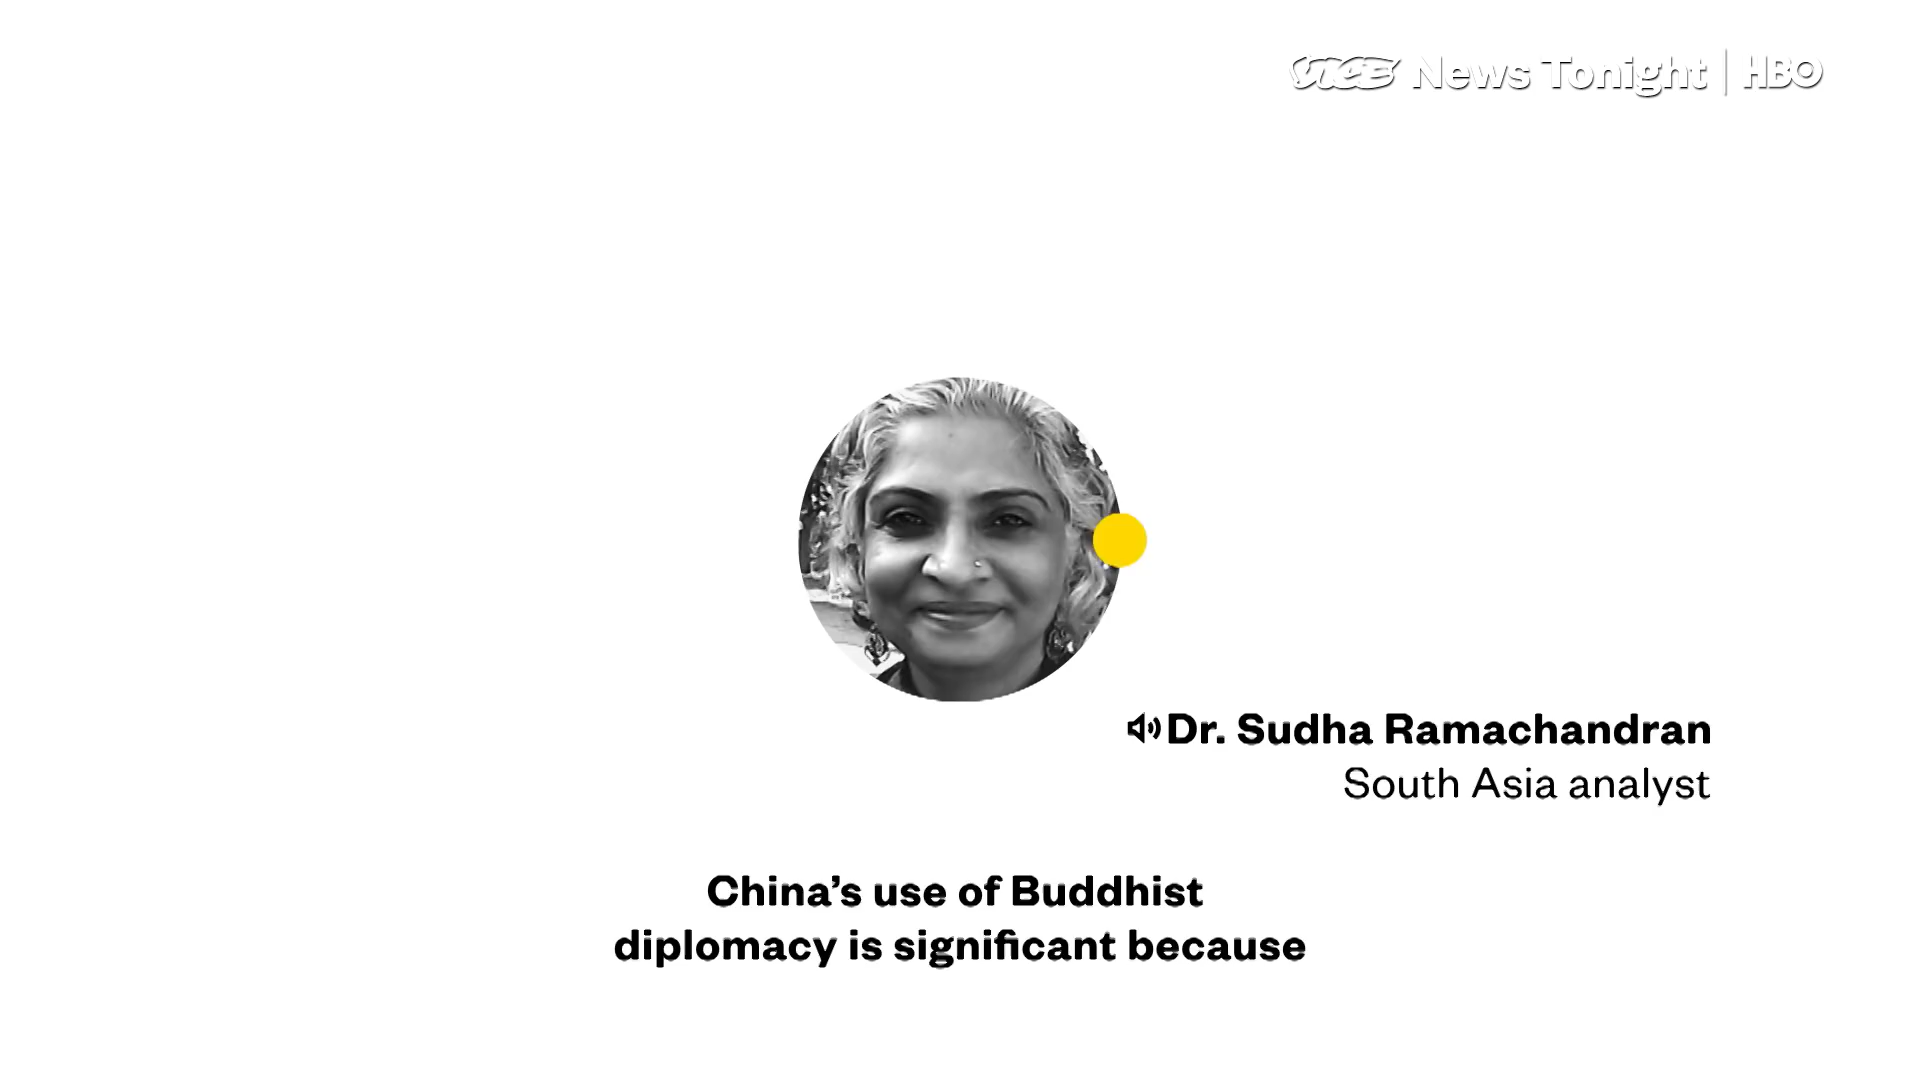 VICE News Tonight | HBO
Dr. Sudha Ramachandran
South Asia analyst
China’s use of Buddhist
diplomacy is significant because